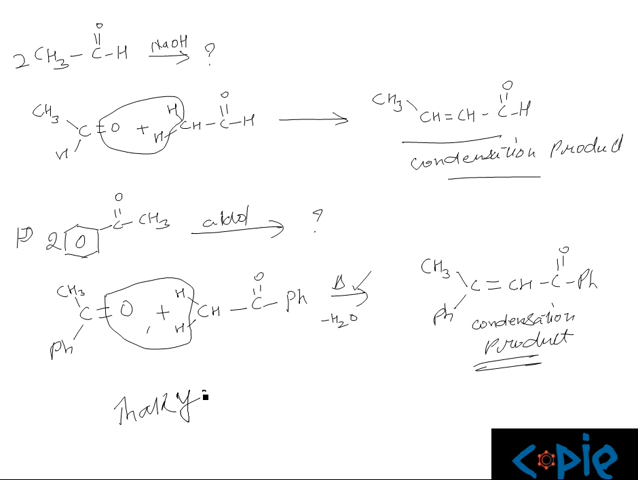 2 CH3 - C - H NaOH ?
O
CH3 C = O + H H CH - C - H
H O
CH3 CH = CH - C - H
O
condensation Product
2 O C - CH3 aldol ?
O
CH3 C = O + H H CH - C - Ph Δ -H2O
Ph O
CH3 C = CH - C - Ph
Ph O
condensation
Product
copie